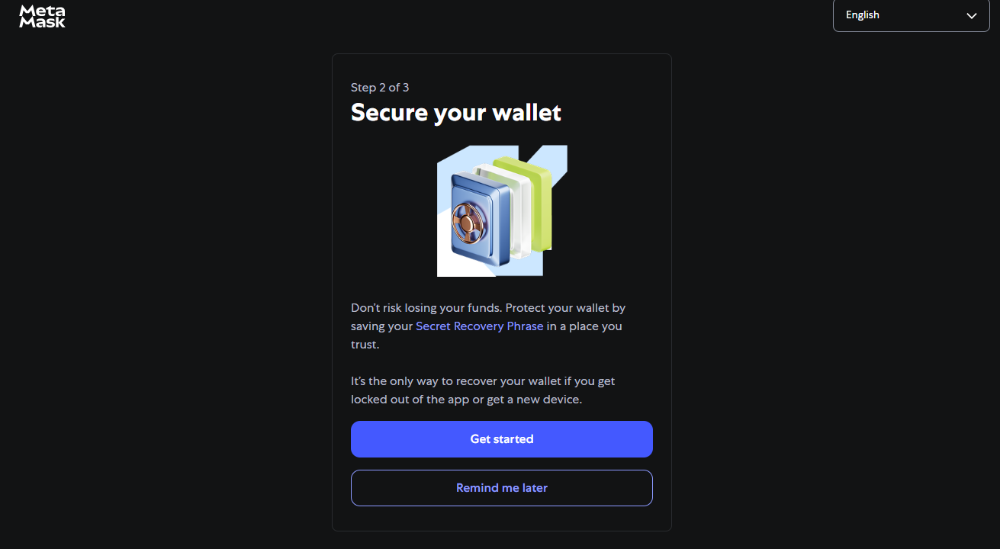 Meta
Mask
English
Step 2 of 3
Secure your wallet
Don't risk losing your funds. Protect your wallet by
saving your Secret Recovery Phrase in a place you
trust.
It's the only way to recover your wallet if you get
locked out of the app or get a new device.
Get started
Remind me later